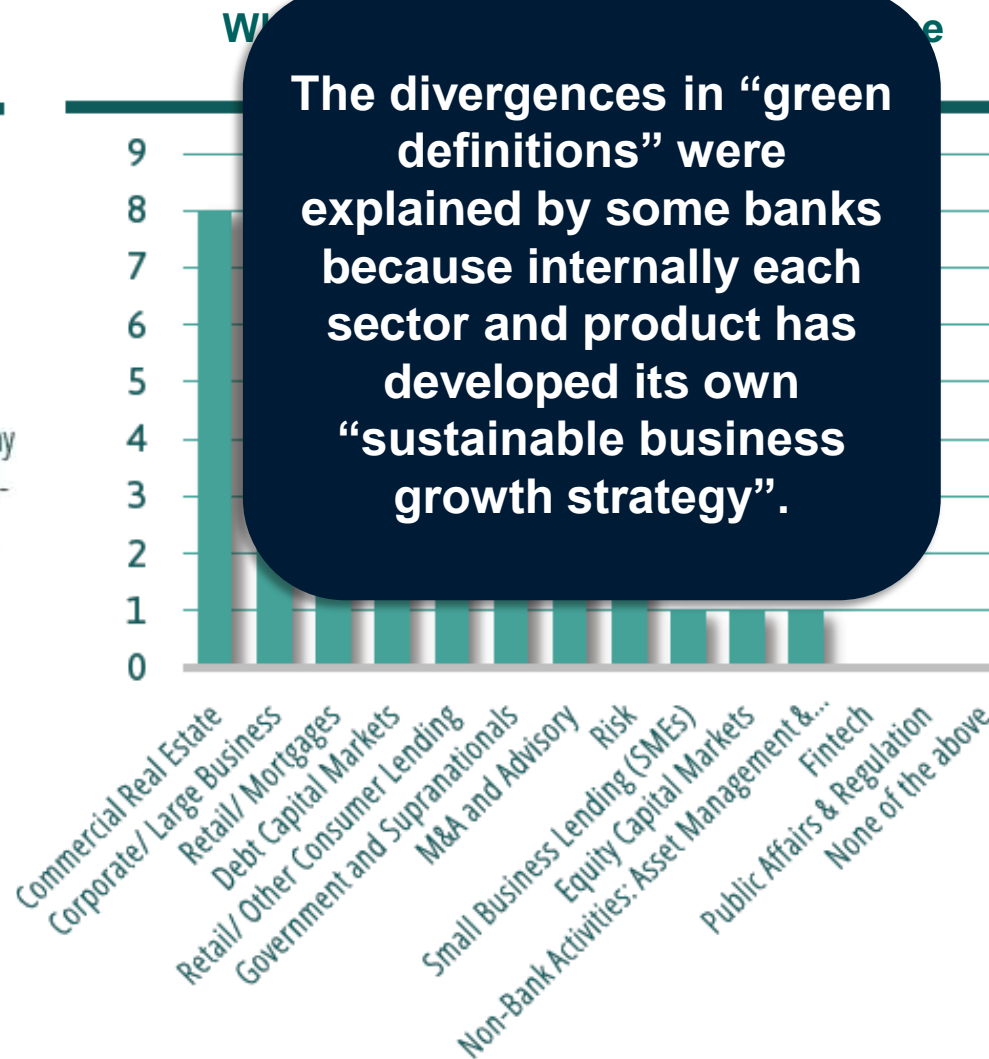 The divergences in “green
definitions” were
explained by some banks
because internally each
sector and product has
developed its own
“sustainable business
growth strategy”.
9
8
7
6
5
4
3
2
1
0
Commercial Real Estate
Corporate/ Large Business
Retail/ Mortgages
Debt Capital Markets
Retail/ Other Consumer Lending
Government and Supranationals
M&A and Advisory
Risk
Small Business Lending (SMEs)
Equity Capital Markets
Non-Bank Activities: Asset Management &...
Fintech
Public Affairs & Regulation
None of the above